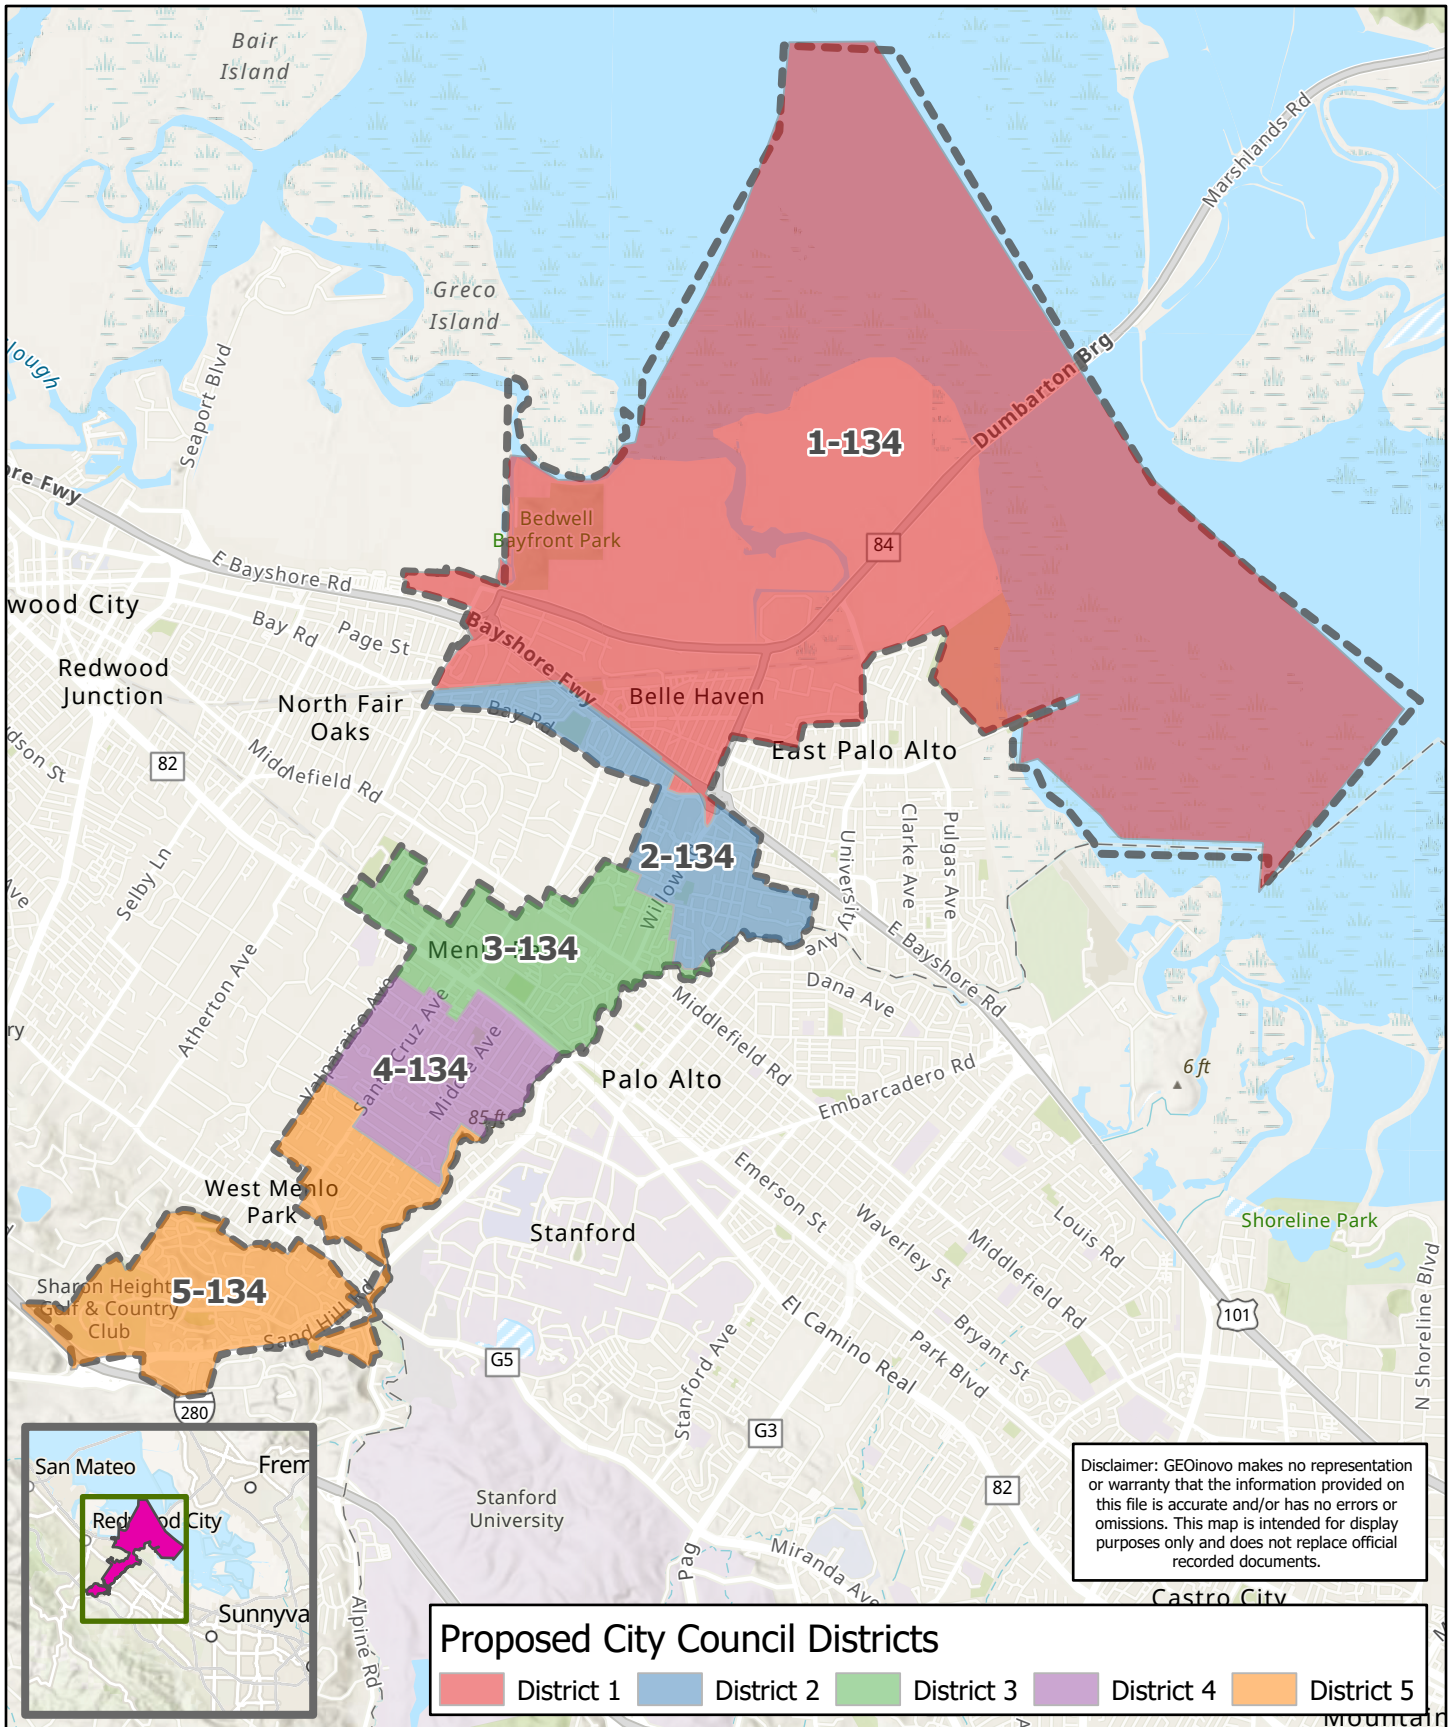 Bair
Island
Marshlands Rd
Greco
Island
lough
Seaport Blvd
Dumbarton Brg
1-134
ore Fwy
Bedwell
Bayfront Park
84
E Bayshore Rd
wood City
Bay Rd
Page St
Bayshore Fwy
Redwood
Junction
North Fair
Oaks
Belle Haven
Bay Rd
East Palo Alto
dson St
82
Middlefield Rd
Selby Ln
2-134
University Ave
Clarke Ave
Pulgas Ave
Ave
Willow
3-134
E Bayshore Rd
Atherton Ave
Valparaiso Ave
Dana Ave
Middlefield Rd
ry
Santa Cruz Ave
4-134
Middle Ave
85 ft
Palo Alto
Embarcadero Rd
6 ft
West Menlo
Park
Stanford
Emerson St
Waverley St
Middlefield Rd
Louis Rd
Shoreline Park
N Shoreline Blvd
Sharon Heights
Golf & Country
Club
5-134
Sand Hill Rd
El Camino Real
Bryant St
Park Blvd
101
Stanford Ave
G5
280
G3
82
San Mateo
Frem
Redwood City
Sunnyva
Stanford
University
Alpine Rd
Pag
Miranda Ave
Disclaimer: GEOinovo makes no representation
or warranty that the information provided on
this file is accurate and/or has no errors or
omissions. This map is intended for display
purposes only and does not replace official
recorded documents.
Castro City
Proposed City Council Districts
District 1
District 2
District 3
District 4
District 5
Mountain